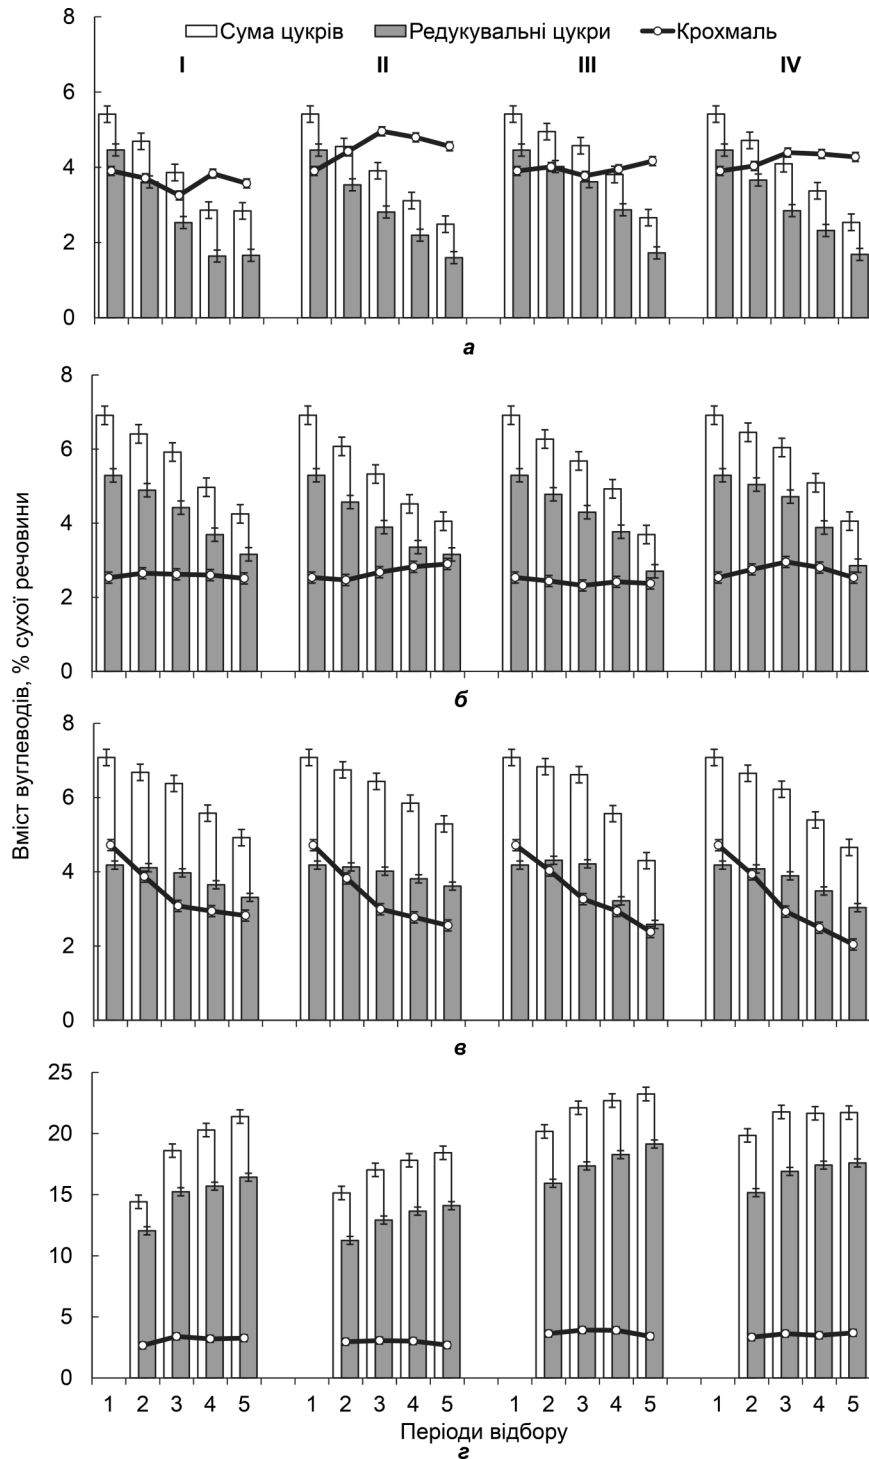 Сума цукрів Редукувальні цукри Крохмаль
I II III IV
6
4
2
0
а
8
6
4
2
0
б
8
6
4
2
0
в
25
20
15
10
5
0
1 2 3 4 5 1 2 3 4 5 1 2 3 4 5 1 2 3 4 5
Періоди відбору
г
Вміст вуглеводів, % сухої речовини
8